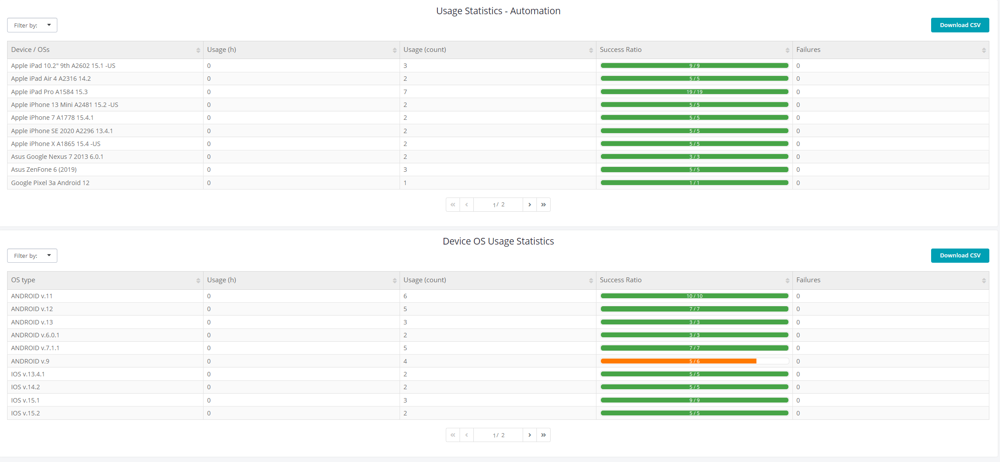 Usage Statistics - Automation
Filter by:
Download CSV
Device / OSs Usage (h) Usage (count) Success Ratio Failures
Apple iPad 10.2" 9th A2602 15.1 -US 0 3 9 / 9 0
Apple iPad Air 4 A2316 14.2 0 2 5 / 5 0
Apple iPad Pro A1584 15.3 0 7 19 / 19 0
Apple iPhone 13 Mini A2481 15.2 -US 0 2 5 / 5 0
Apple iPhone 7 A1778 15.4.1 0 2 5 / 5 0
Apple iPhone SE 2020 A2296 13.4.1 0 2 5 / 5 0
Apple iPhone X A1865 15.4 -US 0 2 5 / 5 0
Asus Google Nexus 7 2013 6.0.1 0 2 3 / 3 0
Asus ZenFone 6 (2019) 0 3 5 / 5 0
Google Pixel 3a Android 12 0 1 1 / 1 0
« ‹ 1 / 2 › »
Device OS Usage Statistics
Filter by:
Download CSV
OS type Usage (h) Usage (count) Success Ratio Failures
ANDROID v.11 0 6 10 / 10 0
ANDROID v.12 0 5 7 / 7 0
ANDROID v.13 0 3 3 / 3 0
ANDROID v.6.0.1 0 2 3 / 3 0
ANDROID v.7.1.1 0 5 7 / 7 0
ANDROID v.9 0 4 5 / 6 0
IOS v.13.4.1 0 2 5 / 5 0
IOS v.14.2 0 2 5 / 5 0
IOS v.15.1 0 3 9 / 9 0
IOS v.15.2 0 2 5 / 5 0
« ‹ 1 / 2 › »